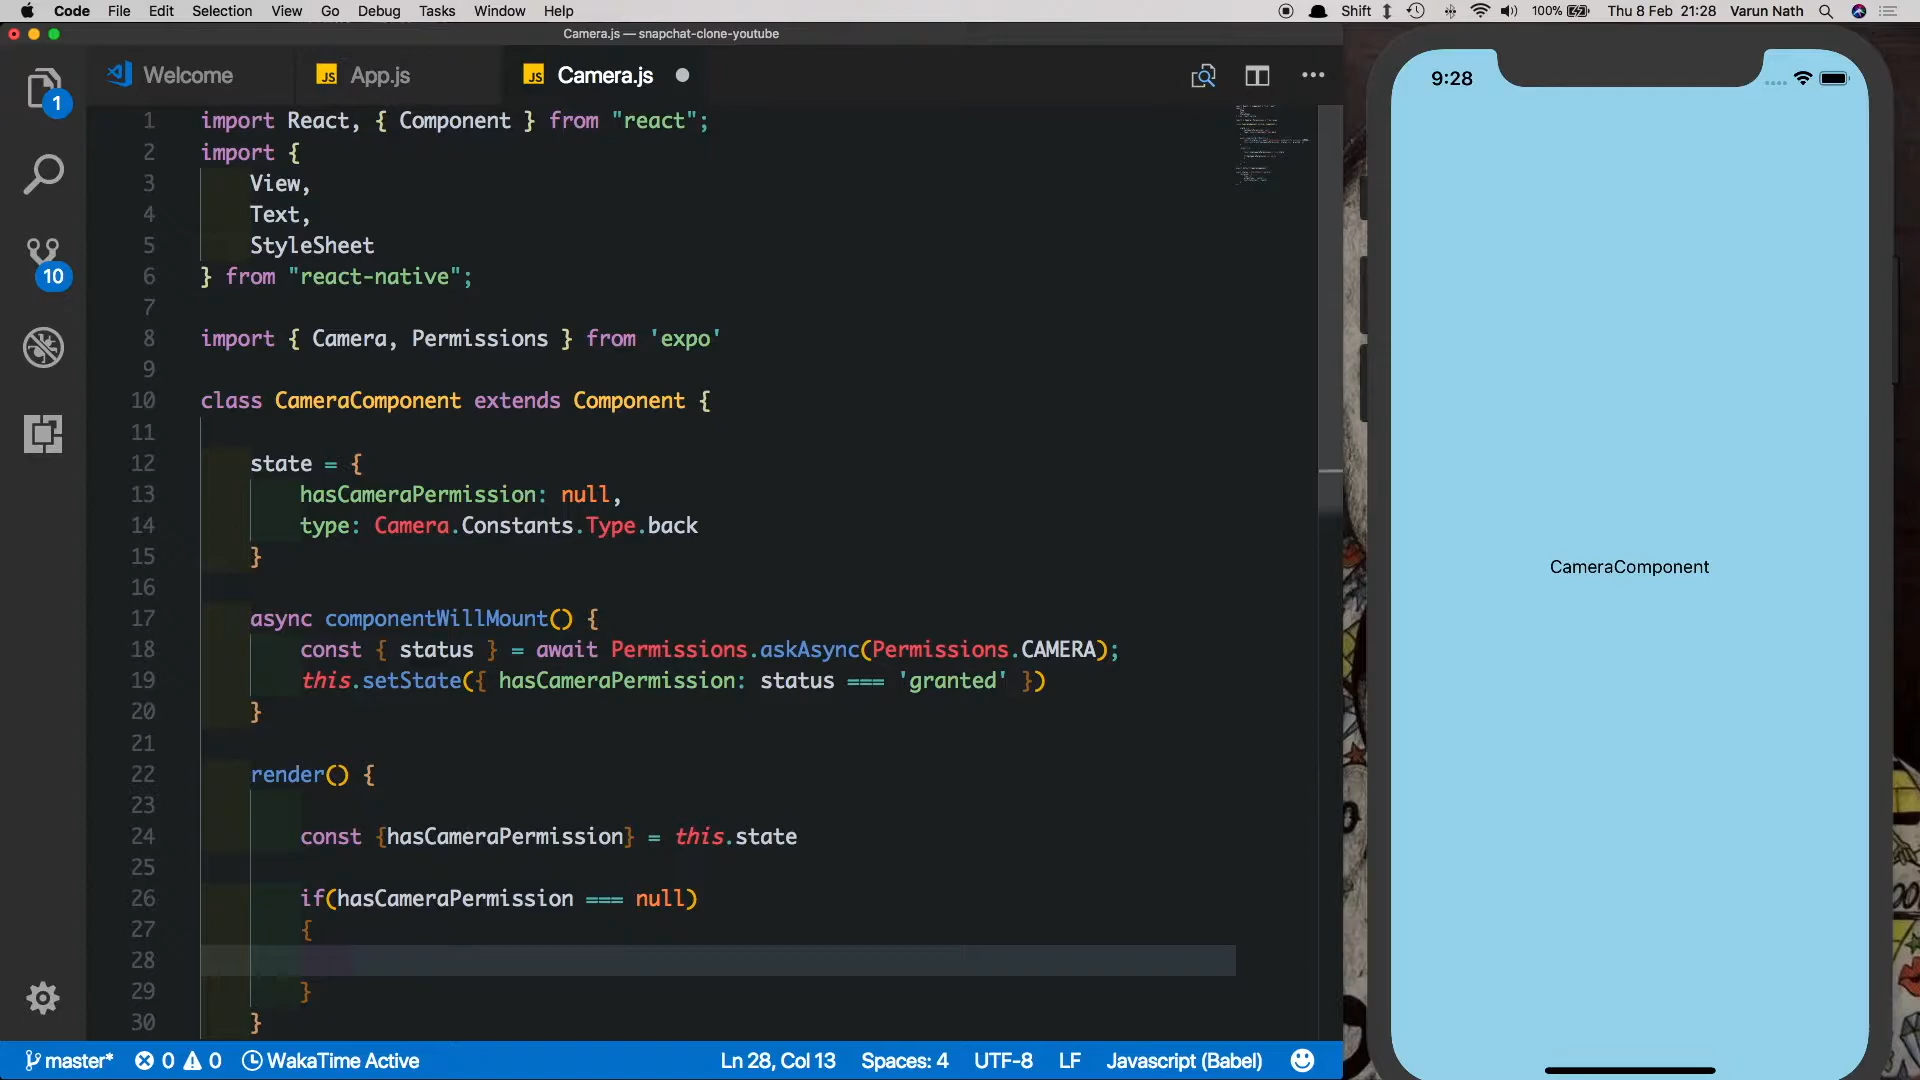 Code File Edit Selection View Go Debug Tasks Window Help Shift 100% Thu 8 Feb 21:28 Varun Nath
Camera.js — snapchat-clone-youtube
Welcome JS App.js JS Camera.js
1
10
1 import React, { Component } from "react";
2 import {
3 View,
4 Text,
5 StyleSheet
6 } from "react-native";
7
8 import { Camera, Permissions } from 'expo'
9
10 class CameraComponent extends Component {
11
12 state = {
13 hasCameraPermission: null,
14 type: Camera.Constants.Type.back
15 }
16
17 async componentWillMount() {
18 const { status } = await Permissions.askAsync(Permissions.CAMERA);
19 this.setState({ hasCameraPermission: status === 'granted' })
20 }
21
22 render() {
23
24 const {hasCameraPermission} = this.state
25
26 if(hasCameraPermission === null)
27 {
28
29 }
30 }
master* 0 0 WakaTime Active Ln 28, Col 13 Spaces: 4 UTF-8 LF Javascript (Babel)
9:28
CameraComponent